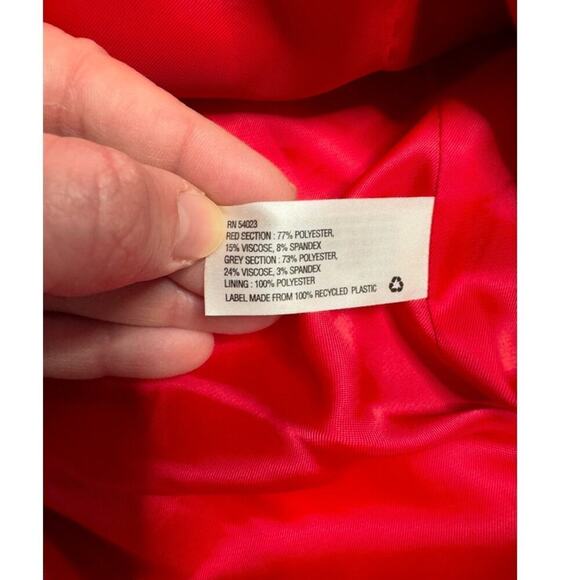 RN 54023
RED SECTION : 77% POLYESTER,
15% VISCOSE, 8% SPANDEX
GREY SECTION : 73% POLYESTER,
24% VISCOSE, 3% SPANDEX
LINING : 100% POLYESTER
LABEL MADE FROM 100% RECYCLED PLASTIC